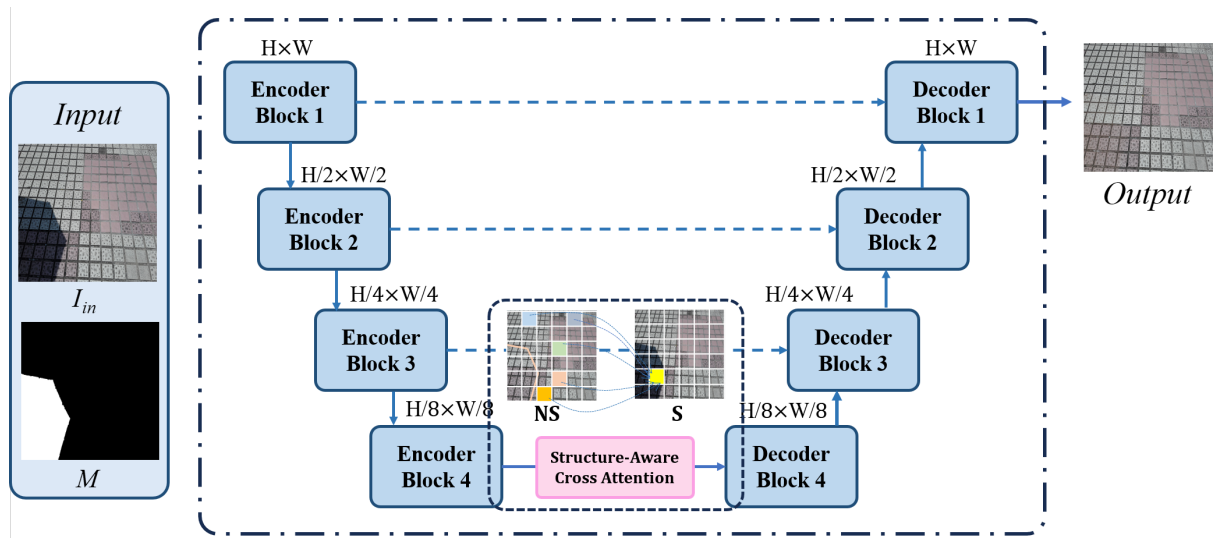 Input
I_in
M
H×W
Encoder
Block 1
H/2×W/2
Encoder
Block 2
H/4×W/4
Encoder
Block 3
H/8×W/8
Encoder
Block 4
NS
S
Structure-Aware
Cross Attention
H×W
Decoder
Block 1
H/2×W/2
Decoder
Block 2
H/4×W/4
Decoder
Block 3
H/8×W/8
Decoder
Block 4
Output